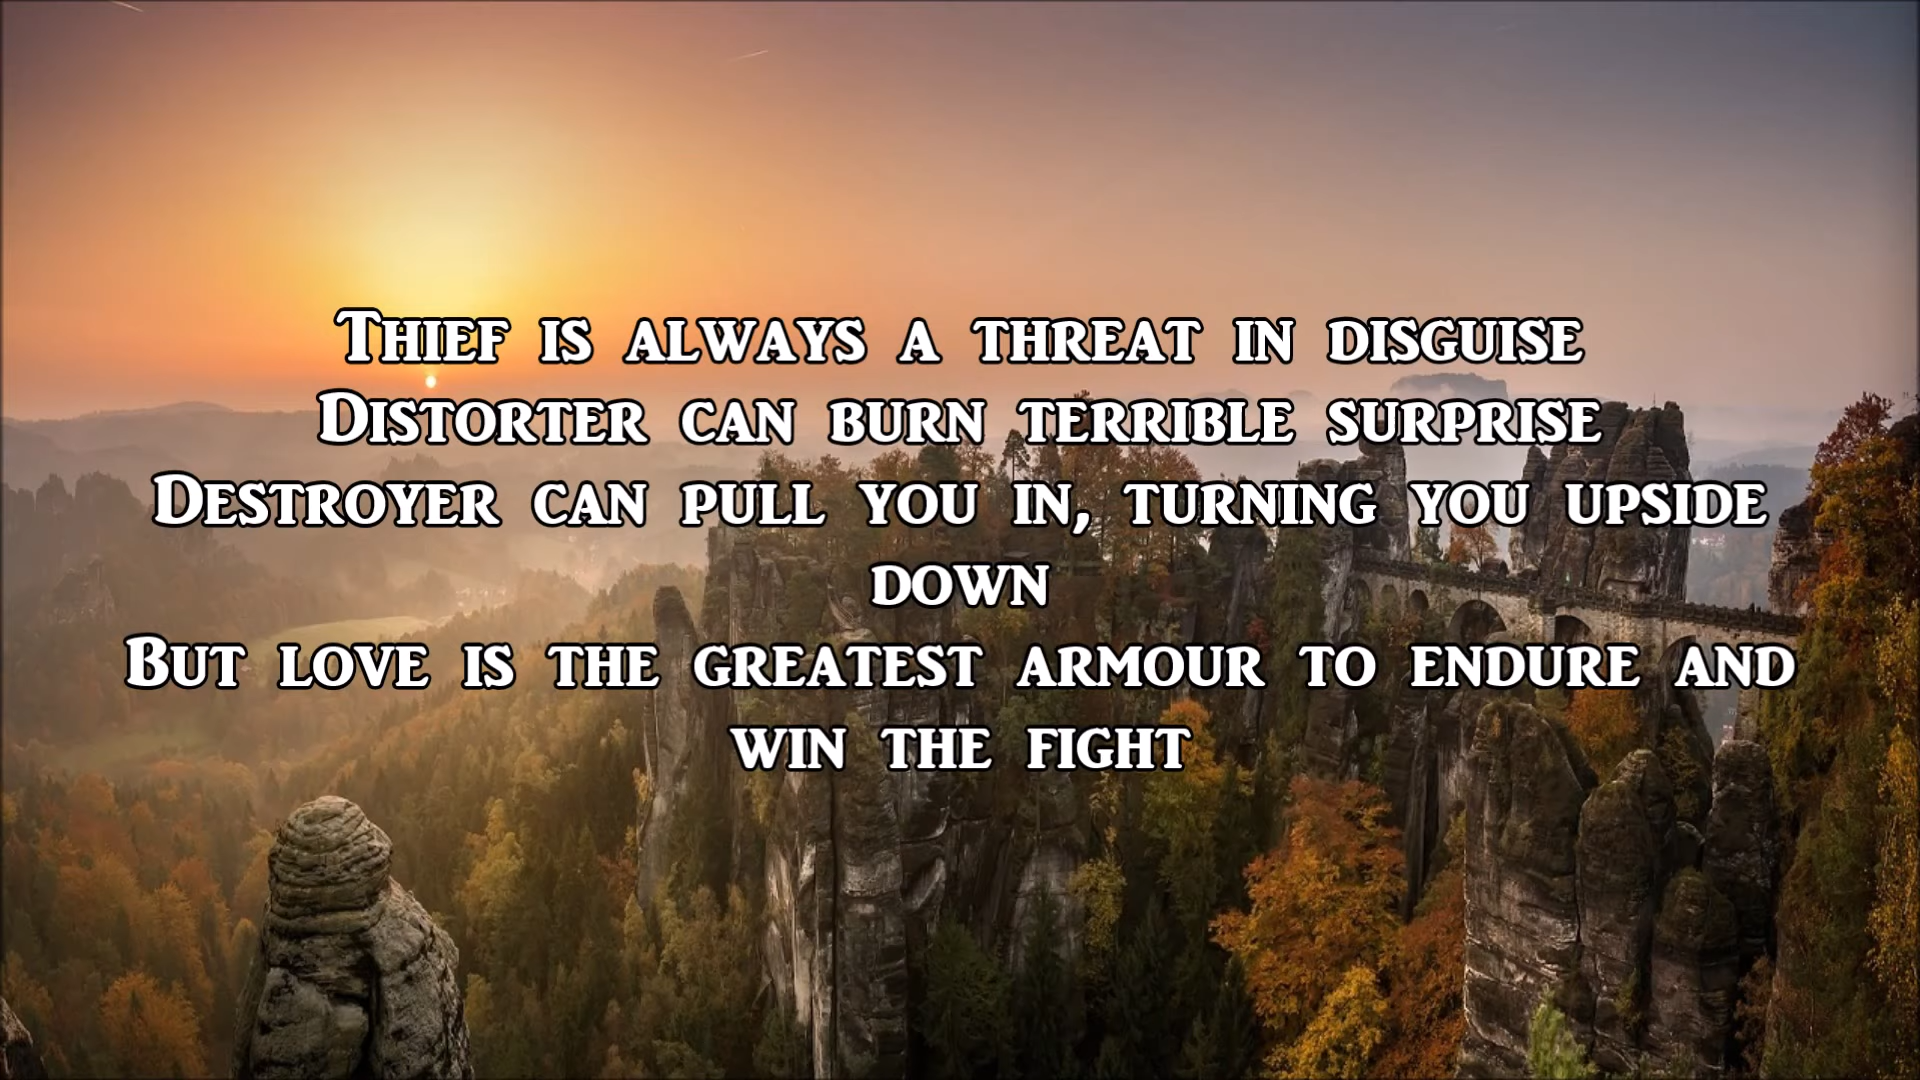 Thief is always a threat in disguise
Distorter can burn terrible surprise
Destroyer can pull you in, turning you upside
down
But love is the greatest armour to endure and
win the fight